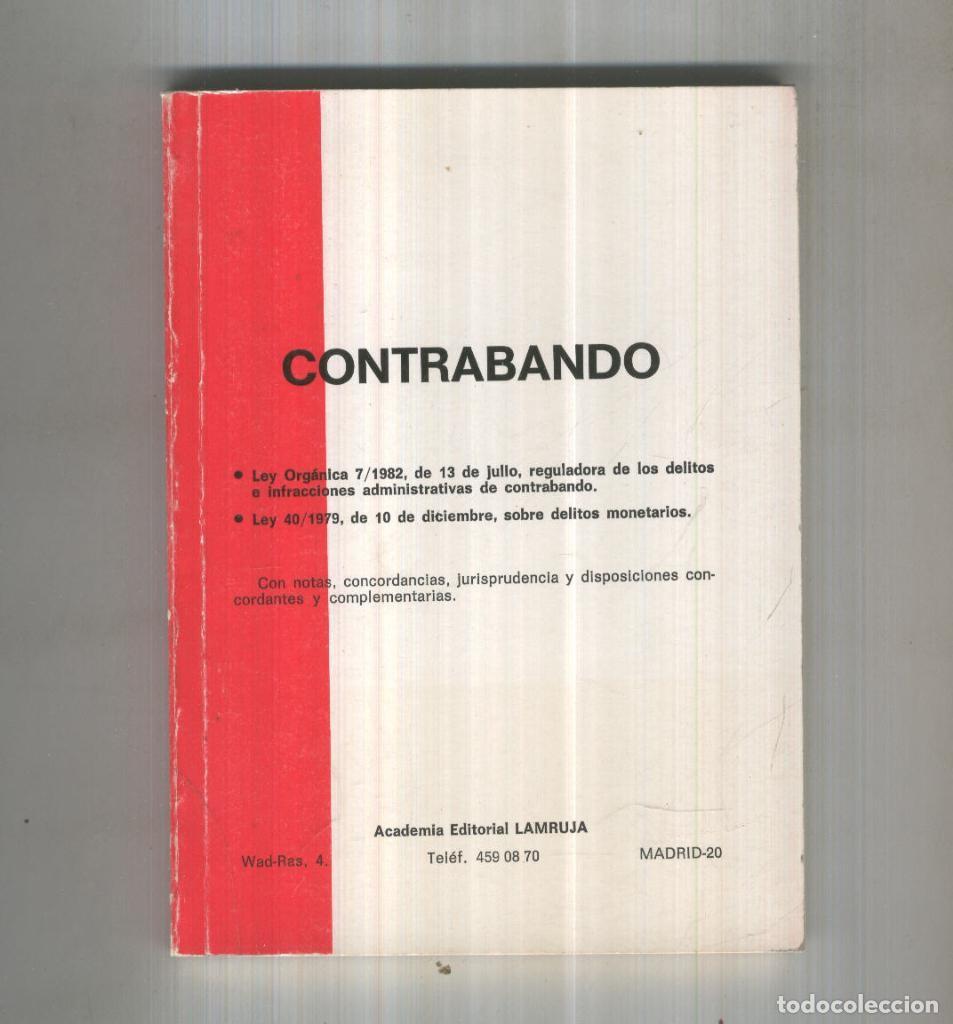 CONTRABANDO
● Ley Orgánica 7/1982, de 13 de julio, reguladora de los delitos
e infracciones administrativas de contrabando.
● Ley 40/1979, de 10 de diciembre, sobre delitos monetarios.
Con notas, concordancias, jurisprudencia y disposiciones con-
cordantes y complementarias.
Academia Editorial LAMRUJA
Wad-Ras, 4. Teléf. 459 08 70 MADRID-20
todocoleccion